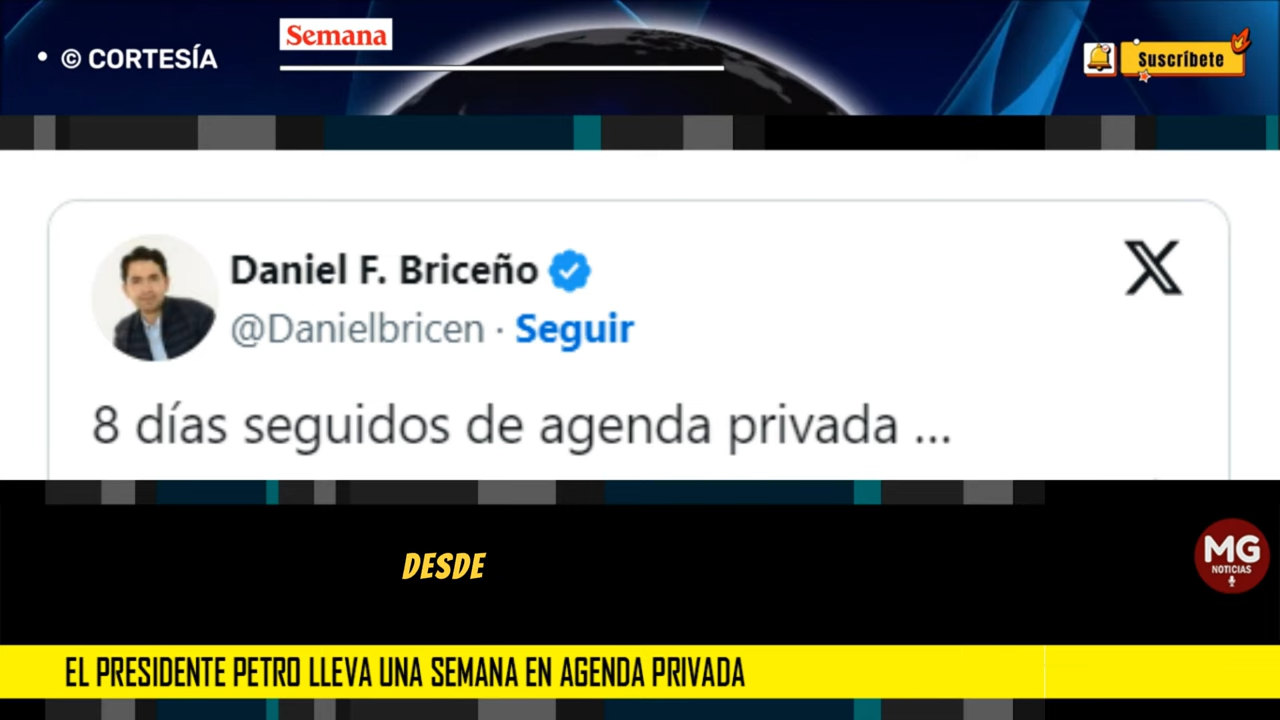 • © CORTESÍA
Semana
Suscríbete
Daniel F. Briceño
@Danielbricen · Seguir
8 días seguidos de agenda privada ...
DESDE
MG
NOTICIAS
EL PRESIDENTE PETRO LLEVA UNA SEMANA EN AGENDA PRIVADA